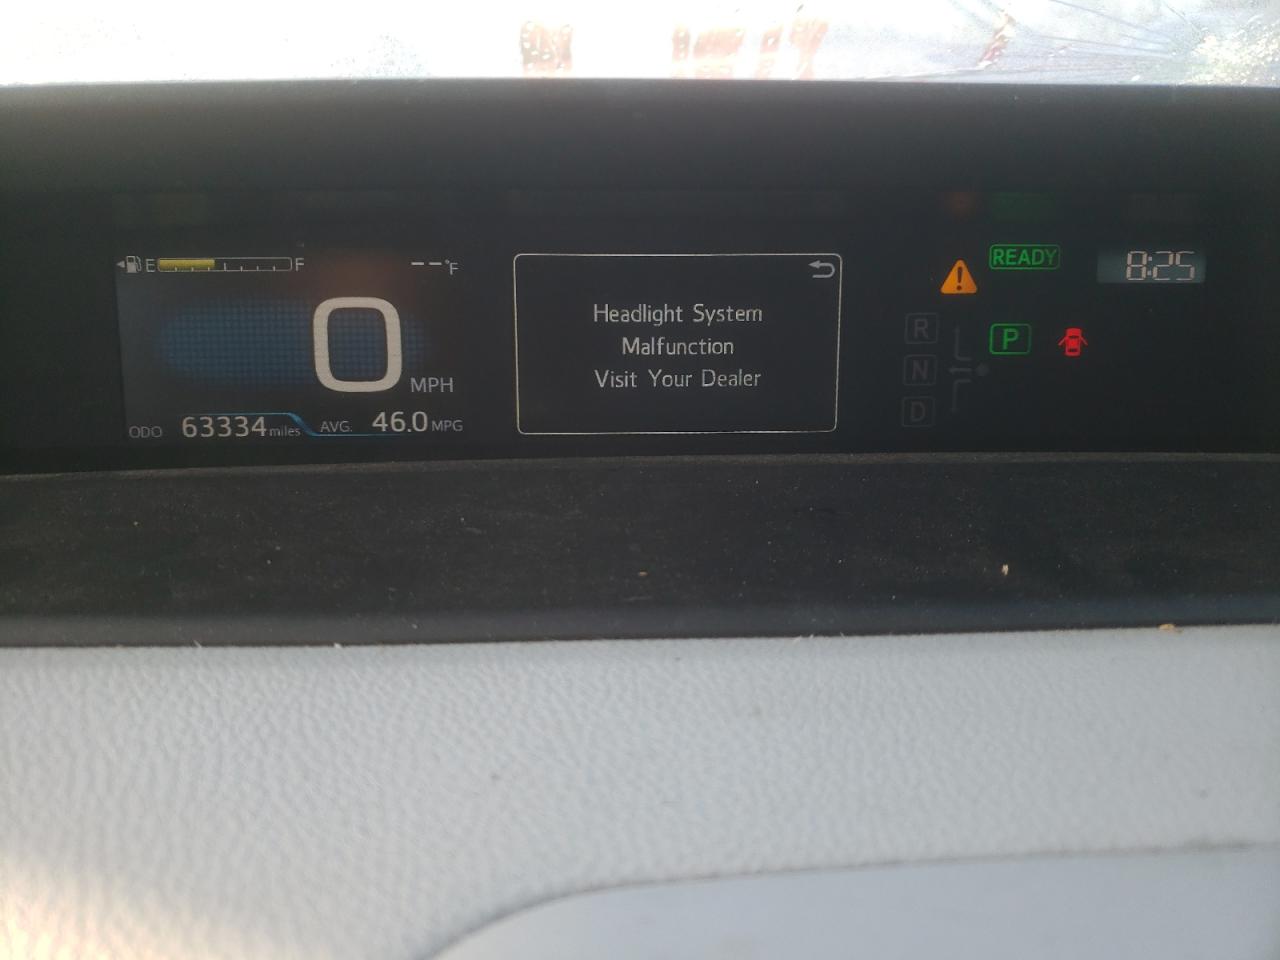 E F
--°F
0 MPH
ODO 63334 miles AVG. 46.0 MPG
Headlight System
Malfunction
Visit Your Dealer
READY
8:25
R
P
N
D